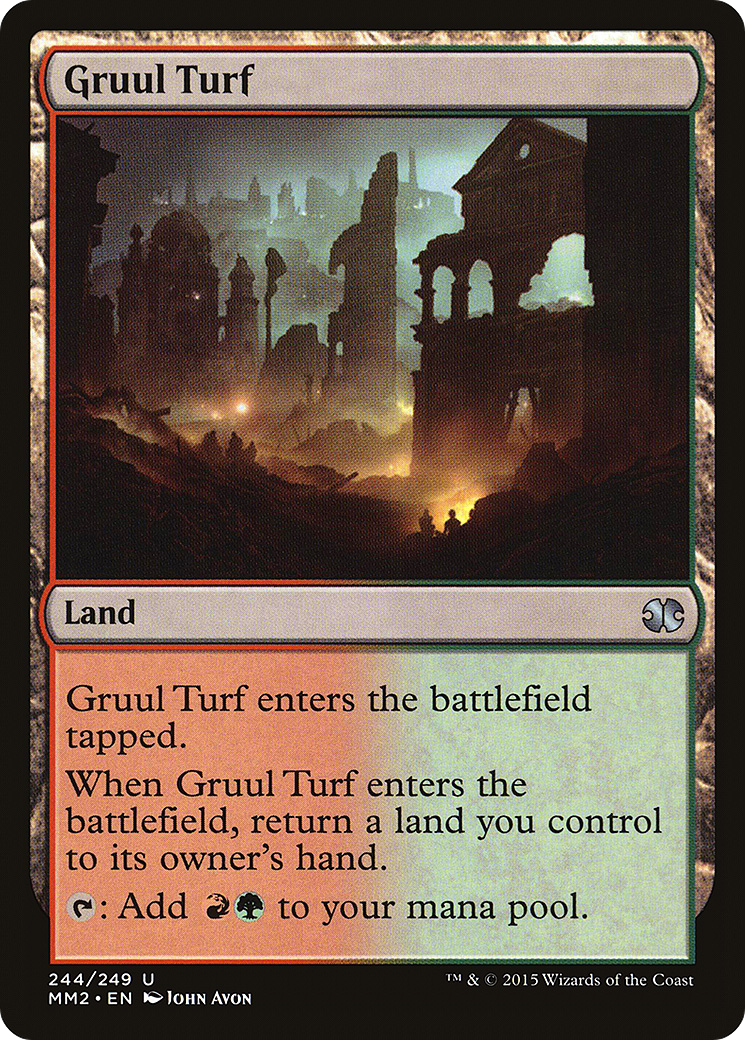 Gruul Turf
Land
Gruul Turf enters the battlefield
tapped.
When Gruul Turf enters the
battlefield, return a land you control
to its owner's hand.
: Add to your mana pool.
244/249 U
™ & © 2015 Wizards of the Coast
MM2 • EN John Avon